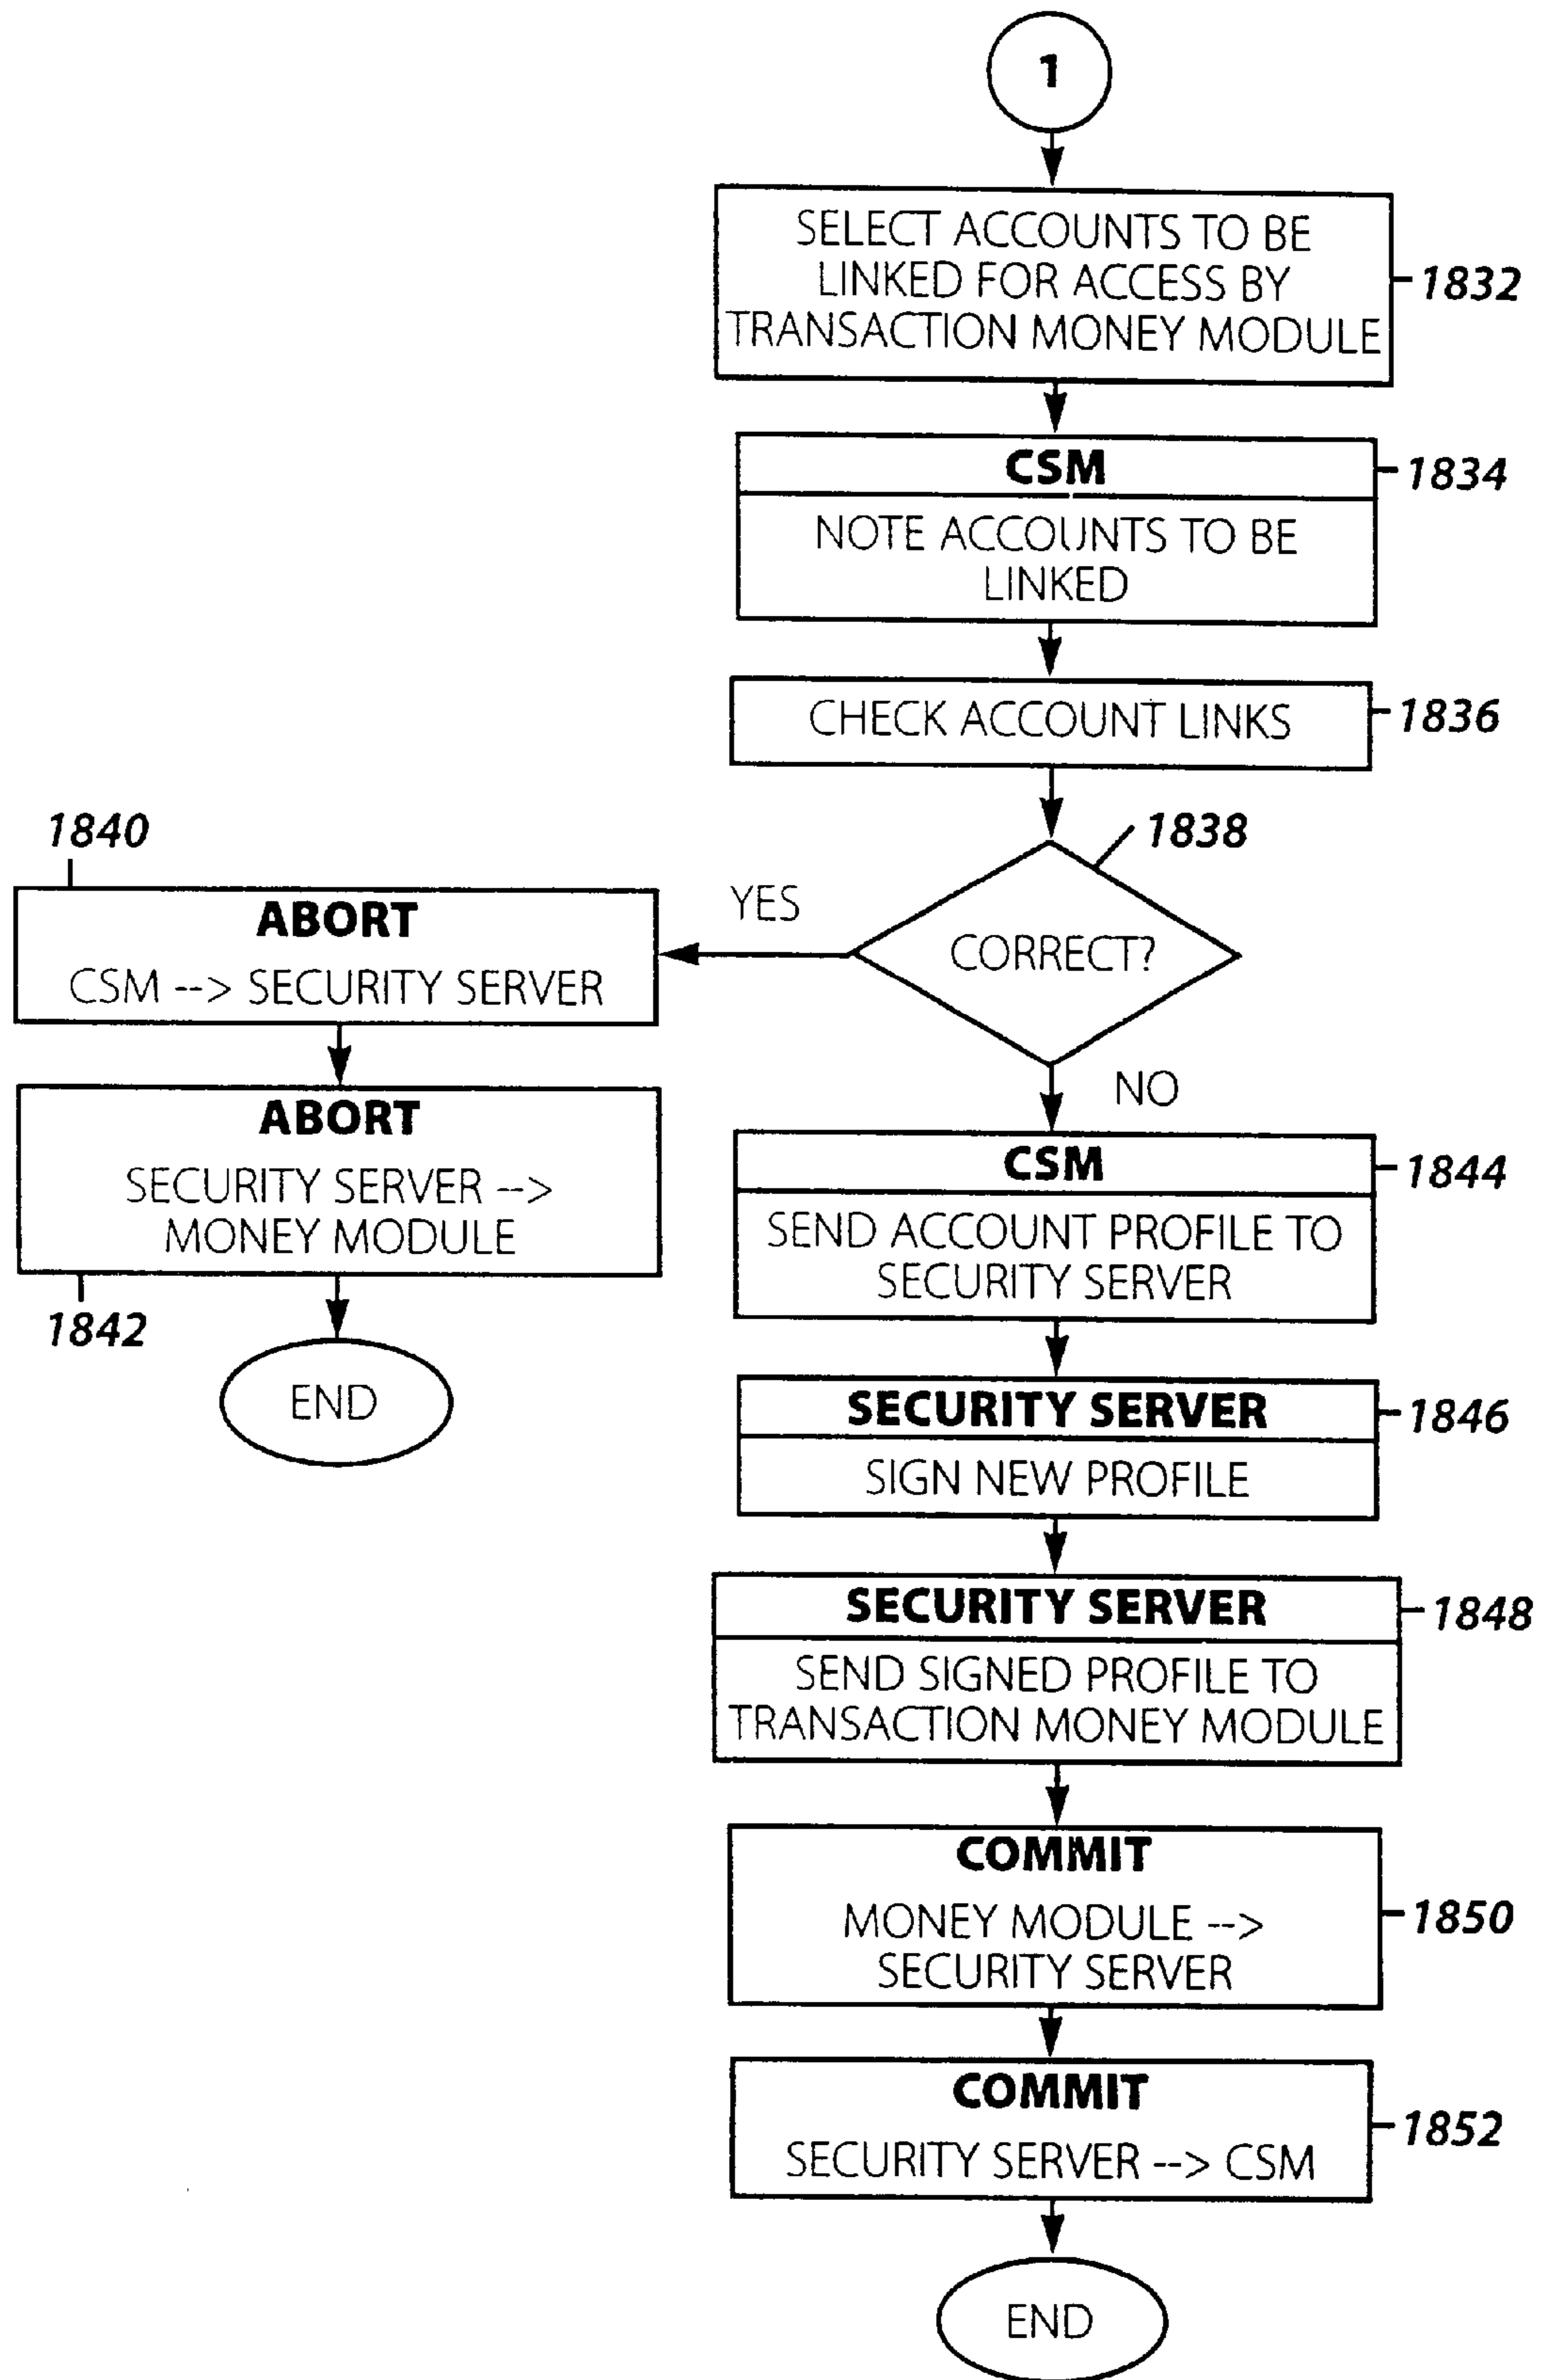 1
SELECT ACCOUNTS TO BE
LINKED FOR ACCESS BY
TRANSACTION MONEY MODULE
1832
CSM
1834
NOTE ACCOUNTS TO BE
LINKED
CHECK ACCOUNT LINKS
1836
1838
CORRECT?
YES
1840
ABORT
CSM --> SECURITY SERVER
ABORT
SECURITY SERVER -->
MONEY MODULE
1842
END
NO
CSM
1844
SEND ACCOUNT PROFILE TO
SECURITY SERVER
SECURITY SERVER
1846
SIGN NEW PROFILE
SECURITY SERVER
1848
SEND SIGNED PROFILE TO
TRANSACTION MONEY MODULE
COMMIT
MONEY MODULE -->
SECURITY SERVER
1850
COMMIT
SECURITY SERVER --> CSM
1852
END